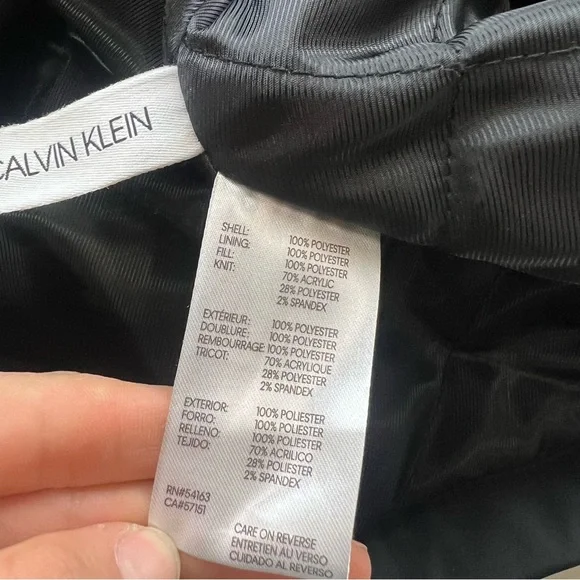 CALVIN KLEIN
SHELL: 100% POLYESTER
LINING: 100% POLYESTER
FILL: 100% POLYESTER
KNIT: 70% ACRYLIC
28% POLYESTER
2% SPANDEX
EXTÉRIEUR: 100% POLYESTER
DOUBLURE: 100% POLYESTER
REMBOURRAGE: 100% POLYESTER
TRICOT: 70% ACRYLIQUE
28% POLYESTER
2% SPANDEX
EXTERIOR: 100% POLIESTER
FORRO: 100% POLIESTER
RELLENO: 100% POLIESTER
TEJIDO: 70% ACRILICO
28% POLIESTER
2% SPANDEX
RN#54163
CA#57151
CARE ON REVERSE
ENTRETIEN AU VERSO
CUIDADO AL REVERSO